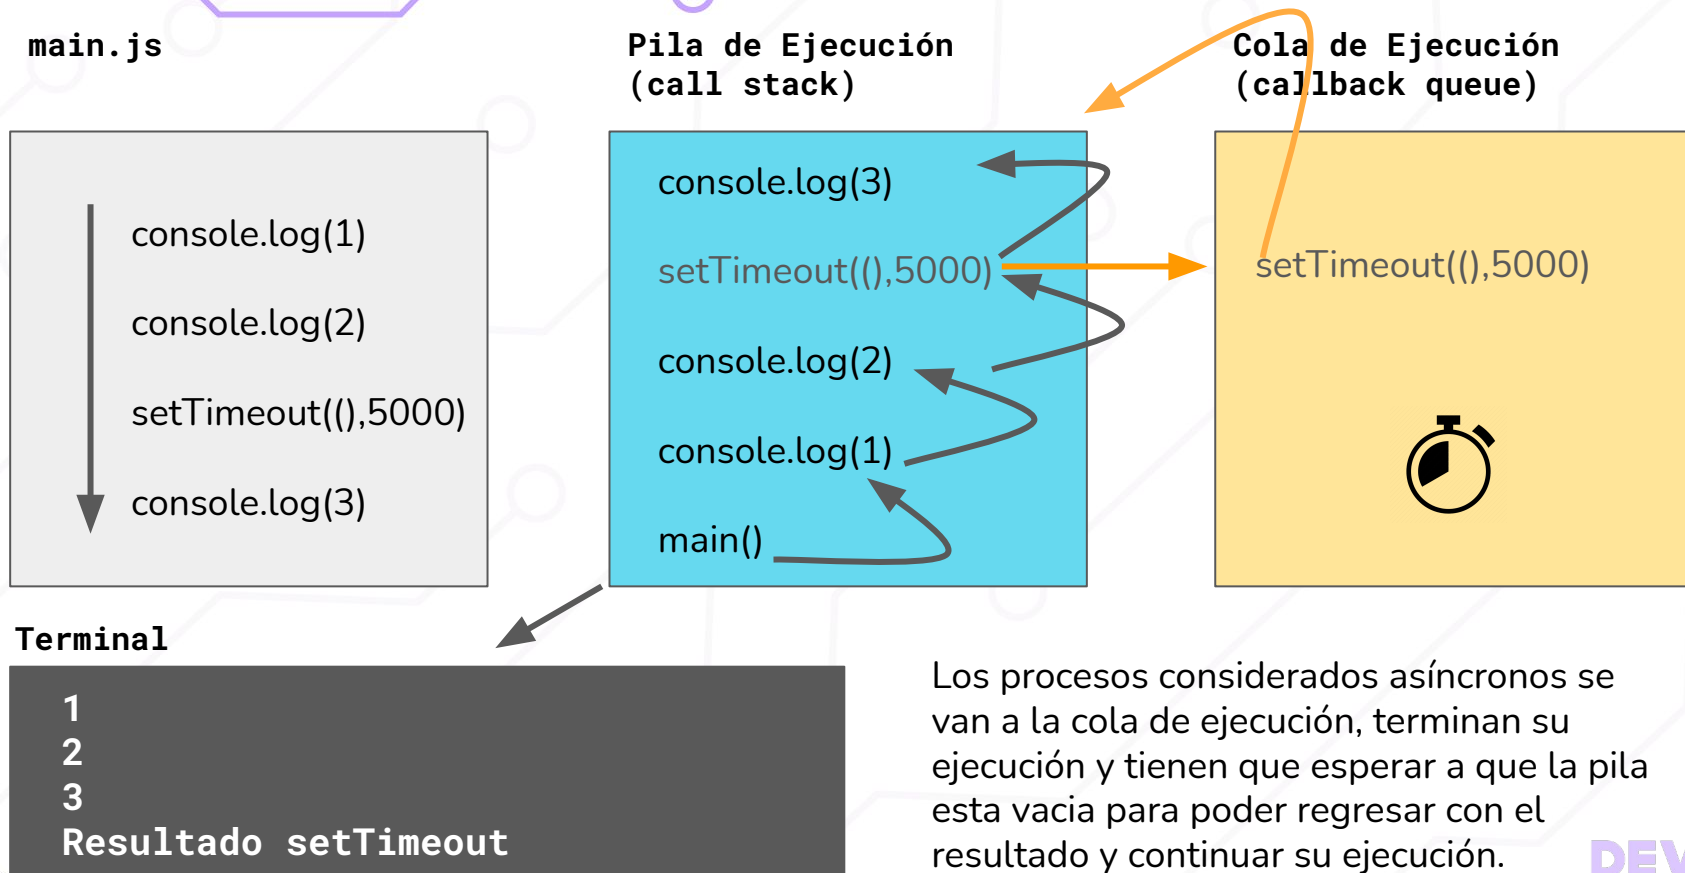 main.js
Pila de Ejecución
(call stack)
Cola de Ejecución
(callback queue)
console.log(1)
console.log(2)
setTimeout((),5000)
console.log(3)
console.log(3)
setTimeout((),5000)
console.log(2)
console.log(1)
main()
setTimeout((),5000)
Terminal
1
2
3
Resultado setTimeout
Los procesos considerados asíncronos se
van a la cola de ejecución, terminan su
ejecución y tienen que esperar a que la pila
esta vacia para poder regresar con el
resultado y continuar su ejecución.
DEV